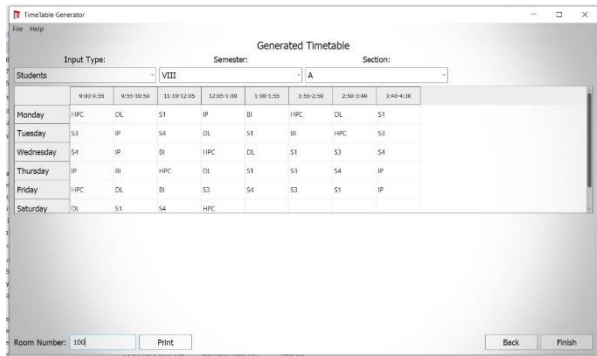 TimeTable Generator
File Help
Generated Timetable
Input Type: Semester: Section:
Students VIII A
9:00-9:55 9:55-10:50 11:10-12:05 12:05-1:00 1:00-1:55 1:55-2:50 2:50-3:40 3:40-4:30
Monday HPC DL S1 IP BI HPC DL S1
Tuesday S3 IP S4 DL S1 BI HPC S3
Wednesday S4 IP BI HPC DL S1 S3 S4
Thursday IP BI HPC DL S1 S3 S4 IP
Friday HPC DL BI S3 S4 S3 S1 IP
Saturday DL S1 S4 HPC
Room Number: 100 Print Back Finish